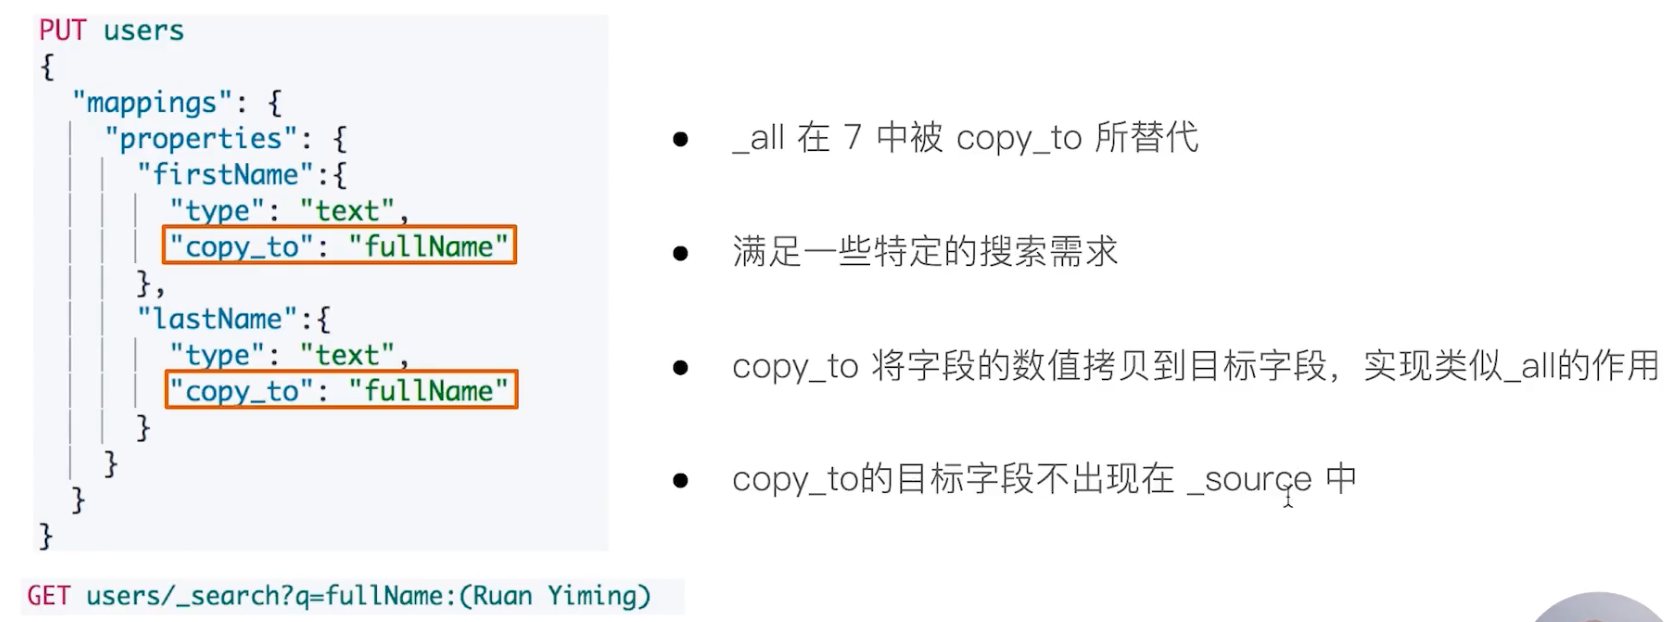 PUT users
{
  "mappings": {
    "properties": {
      "firstName":{
        "type": "text",
        "copy_to": "fullName"
      },
      "lastName":{
        "type": "text",
        "copy_to": "fullName"
      }
    }
  }
}
GET users/_search?q=fullName:(Ruan Yiming)
● _all 在 7 中被 copy_to 所替代
● 满足一些特定的搜索需求
● copy_to 将字段的数值拷贝到目标字段，实现类似_all的作用
● copy_to的目标字段不出现在 _source 中